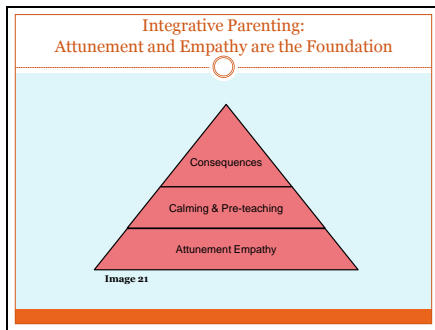 Integrative Parenting:
Attunement and Empathy are the Foundation
Consequences
Calming & Pre-teaching
Attunement Empathy
Image 21